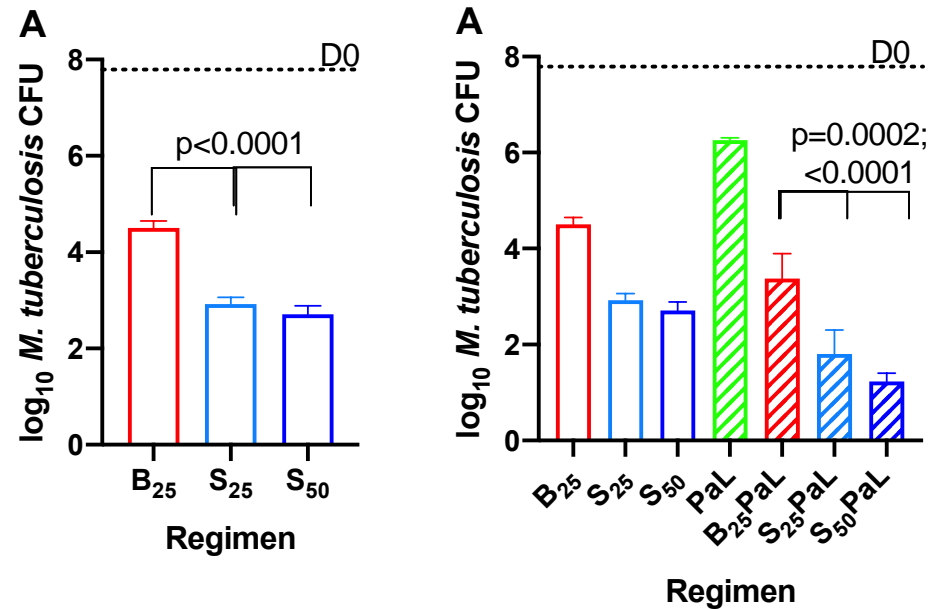 A
log₁₀ M. tuberculosis CFU
8
6
4
2
0
D0
p<0.0001
B₂₅ S₂₅ S₅₀
Regimen
A
log₁₀ M. tuberculosis CFU
8
6
4
2
0
D0
p=0.0002;
<0.0001
B₂₅ S₂₅ S₅₀ PaL B₂₅PaL S₂₅PaL S₅₀PaL
Regimen